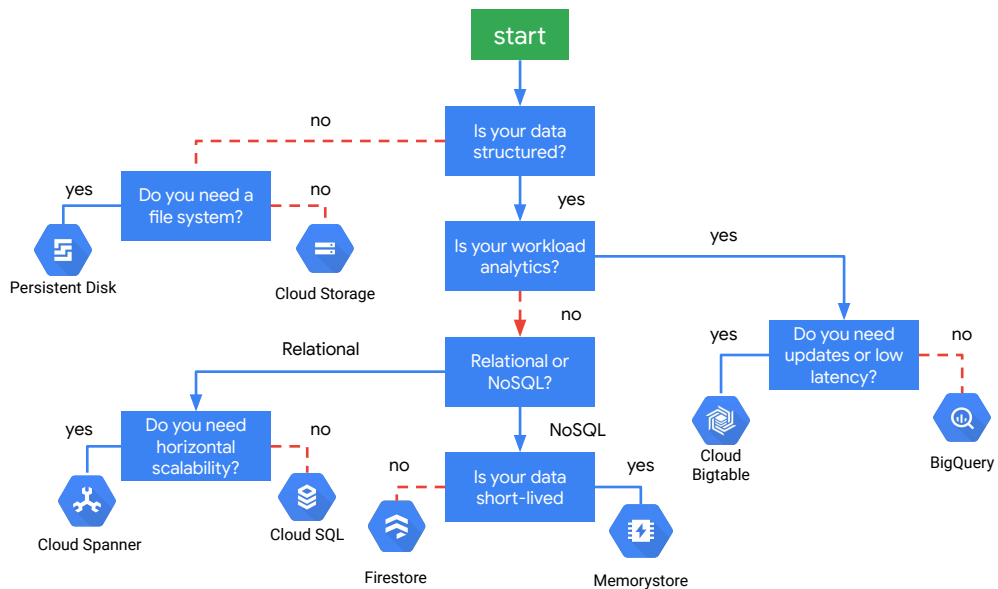 start
no
Is your data
structured?
yes
Do you need a
file system?
no
yes
Persistent Disk
Cloud Storage
Is your workload
analytics?
yes
no
Do you need
updates or low
latency?
yes
no
Cloud
Bigtable
BigQuery
Relational
Relational or
NoSQL?
NoSQL
yes
Do you need
horizontal
scalability?
no
Cloud Spanner
Cloud SQL
no
Is your data
short-lived
yes
Firestore
Memorystore